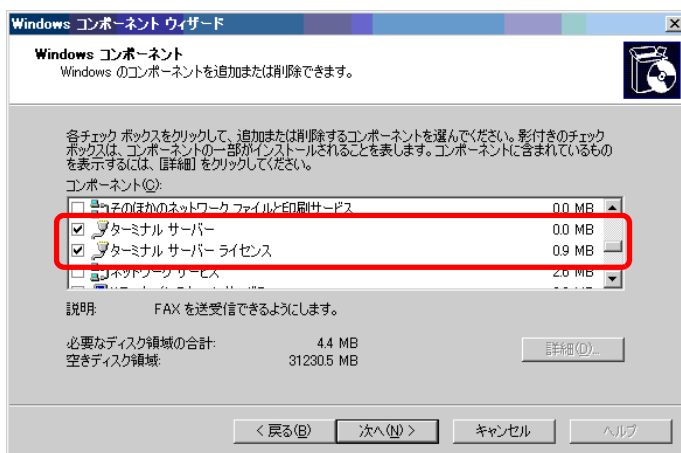 Windows コンポーネント ウィザード
Windows コンポーネント
Windows のコンポーネントを追加または削除できます。
各チェック ボックスをクリックして、追加または削除するコンポーネントを選んでください。影付きのチェック
ボックスは、コンポーネントの一部がインストールされることを表します。コンポーネントに含まれているもの
を表示するには、[詳細] をクリックしてください。
コンポーネント(C):
そのほかのネットワーク ファイルと印刷サービス 0.0 MB
ターミナル サーバー 0.0 MB
ターミナル サーバー ライセンス 0.9 MB
ネットワーク サービス 2.6 MB
説明: FAX を送受信できるようにします。
必要なディスク領域の合計: 4.4 MB
空きディスク領域: 31230.5 MB
詳細(D)...
< 戻る(B) 次へ(N) > キャンセル ヘルプ